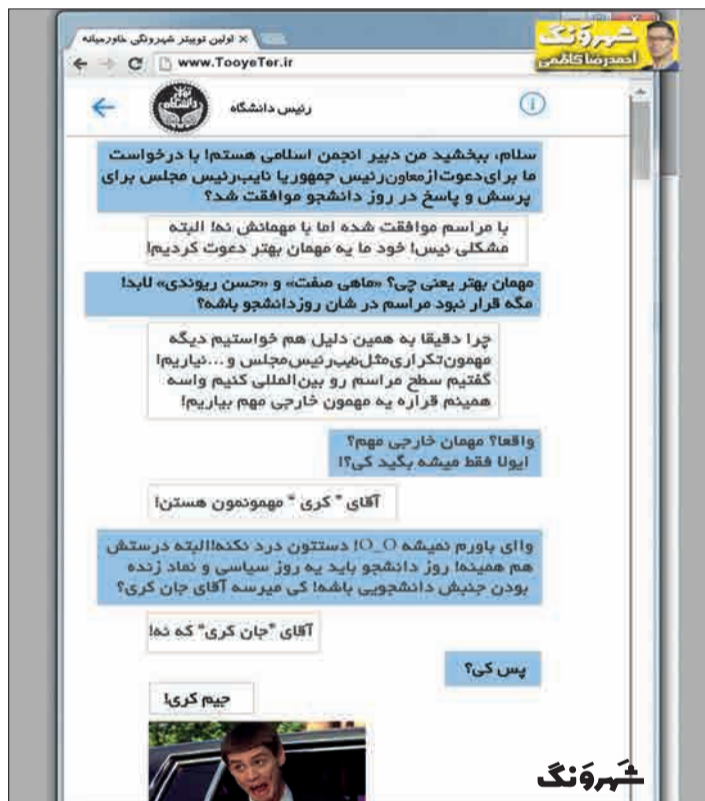 اولین توییتر شهرونگی خاورمیانه
شهرونگ
احمدرضا کاظمی
www.TooyeTer.ir
رئیس دانشگاه
سلام، ببخشید من دبیر انجمن اسلامی هستم! با درخواست
ما برای دعوت از معاون رئیس جمهور یا نایب‌رئیس مجلس برای
پرسش و پاسخ در روز دانشجو موافقت شد؟
با مراسم موافقت شده اما با مهمانش نه! البته
مشکلی نیس! خود ما یه مهمان بهتر دعوت کردیم!
مهمان بهتر یعنی چی؟ «ماهی صفت» و «حسن ریوندی» لابد!
مگه قرار نبود مراسم در شان روز دانشجو باشه؟
چرا دقیقا به همین دلیل هم خواستیم دیگه
مهمون تکراری مثل نایب‌رئیس مجلس و ... نیاریم!
گفتیم سطح مراسم رو بین‌المللی کنیم واسه
همینم قراره یه مهمون خارجی مهم بیاریم!
واقعا؟ مهمان خارجی مهم؟
ایولا فقط میشه بگید کی؟!
آقای " کری " مهمونمون هستن!
واای باورم نمیشه O_O! دستتون درد نکنه!البته درستش
هم همینه! روز دانشجو باید یه روز سیاسی و نماد زنده
بودن جنبش دانشجویی باشه! کی میرسه آقای جان کری؟
آقای "جان کری" که نه!
پس کی؟
جیم کری!
شهرونگ